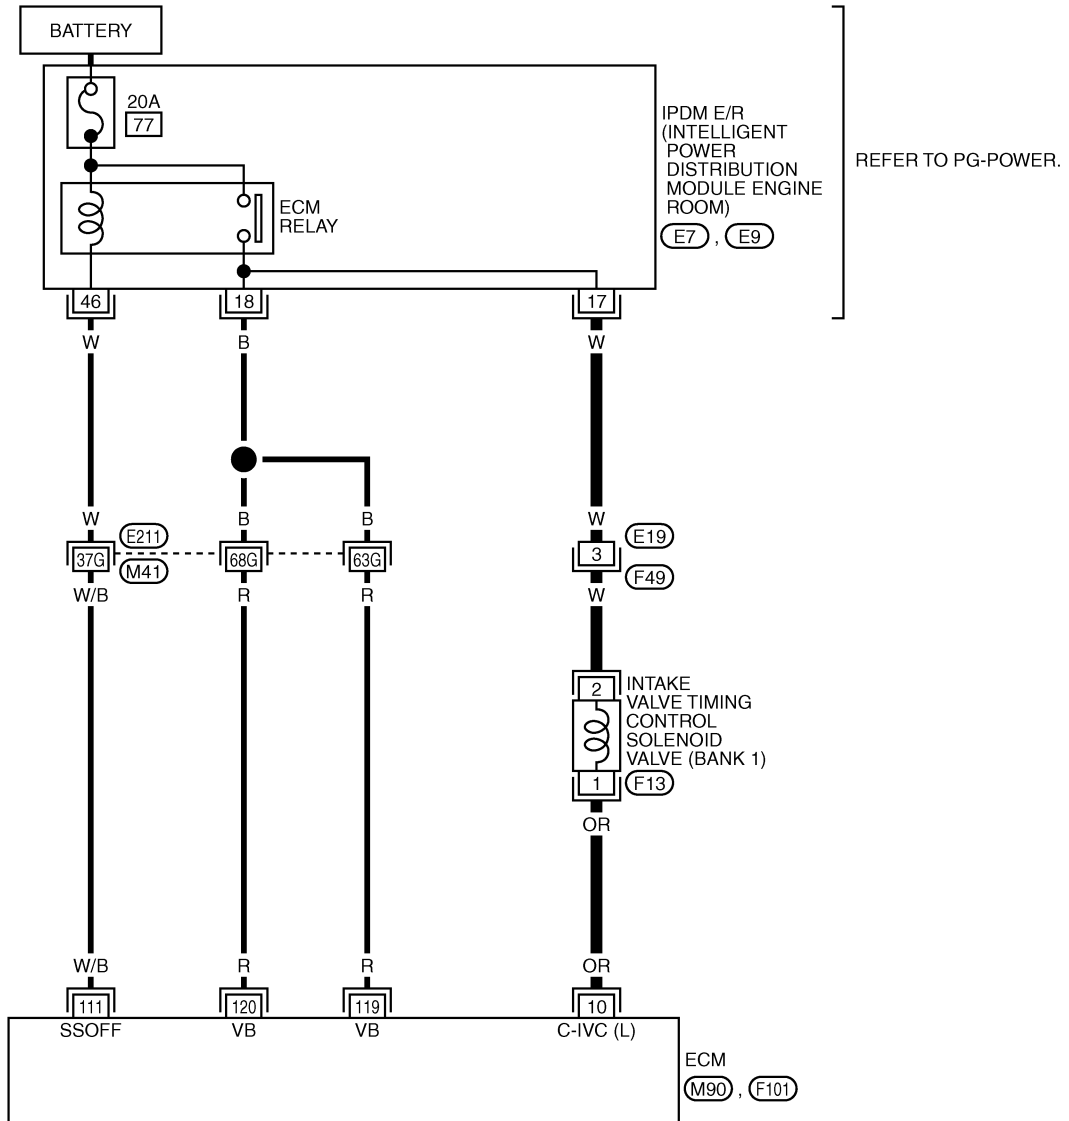 BATTERY
20A
77
IPDM E/R
(INTELLIGENT
POWER
DISTRIBUTION
MODULE ENGINE
ROOM)
E7 , E9
REFER TO PG-POWER.
ECM
RELAY
46
18
17
W
B
W
W
B
B
W
E211
M41
37G
68G
63G
3
E19
F49
W/B
R
R
W
2
INTAKE
VALVE TIMING
CONTROL
SOLENOID
VALVE (BANK 1)
1
F13
OR
W/B
R
R
OR
111
120
119
10
SSOFF
VB
VB
C-IVC (L)
ECM
M90 , F101